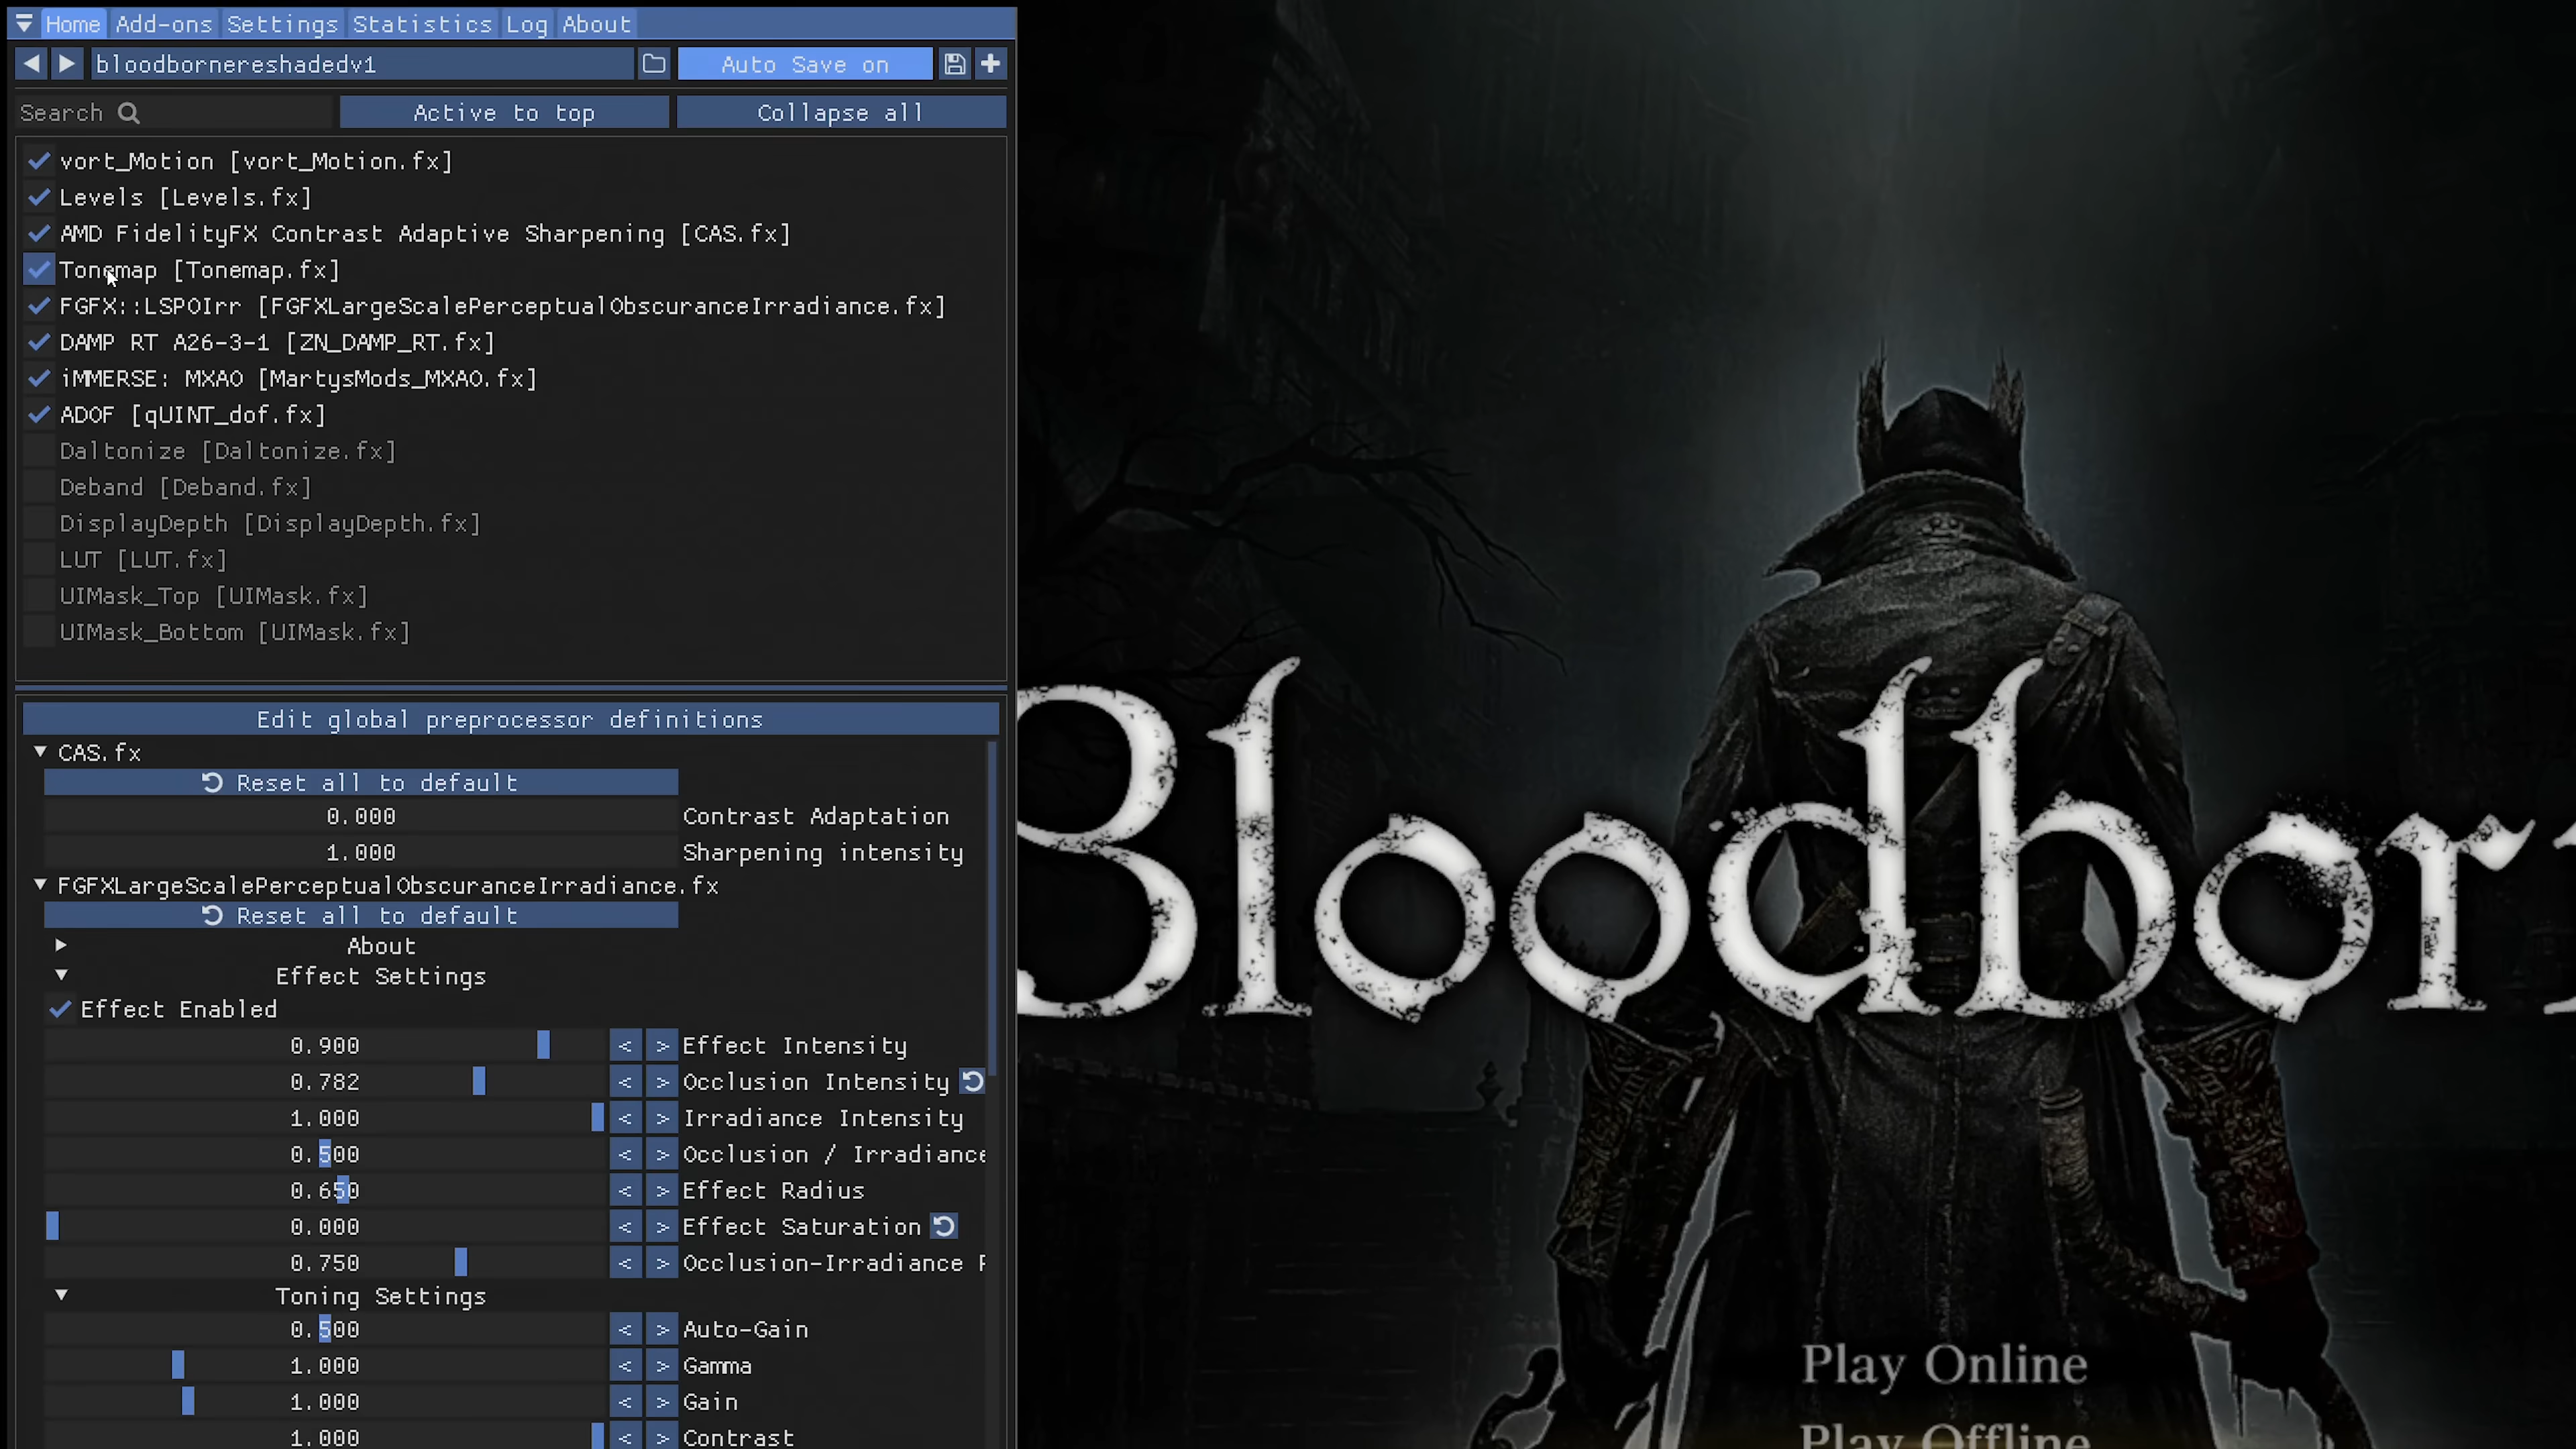 Home Add-ons Settings Statistics Log About
bloodbornereshadedv1 Auto Save on
Search Active to top Collapse all
vort_Motion [vort_Motion.fx]
Levels [Levels.fx]
AMD FidelityFX Contrast Adaptive Sharpening [CAS.fx]
Tonemap [Tonemap.fx]
FGFX::LSPOIrr [FGFXLargeScalePerceptualObscuranceIrradiance.fx]
DAMP RT A26-3-1 [ZN_DAMP_RT.fx]
iMMERSE: MXAO [MartysMods_MXAO.fx]
ADOF [qUINT_dof.fx]
Daltonize [Daltonize.fx]
Deband [Deband.fx]
DisplayDepth [DisplayDepth.fx]
LUT [LUT.fx]
UIMask_Top [UIMask.fx]
UIMask_Bottom [UIMask.fx]
Edit global preprocessor definitions
CAS.fx
Reset all to default
0.000 Contrast Adaptation
1.000 Sharpening intensity
FGFXLargeScalePerceptualObscuranceIrradiance.fx
Reset all to default
About
Effect Settings
Effect Enabled
0.900 < > Effect Intensity
0.782 < > Occlusion Intensity
1.000 < > Irradiance Intensity
0.500 < > Occlusion / Irradiance
0.650 < > Effect Radius
0.000 < > Effect Saturation
0.750 < > Occlusion-Irradiance
Toning Settings
0.500 < > Auto-Gain
1.000 < > Gamma
1.000 < > Gain
1.000 < > Contrast
Bloodbor
Play Online
Play Offline